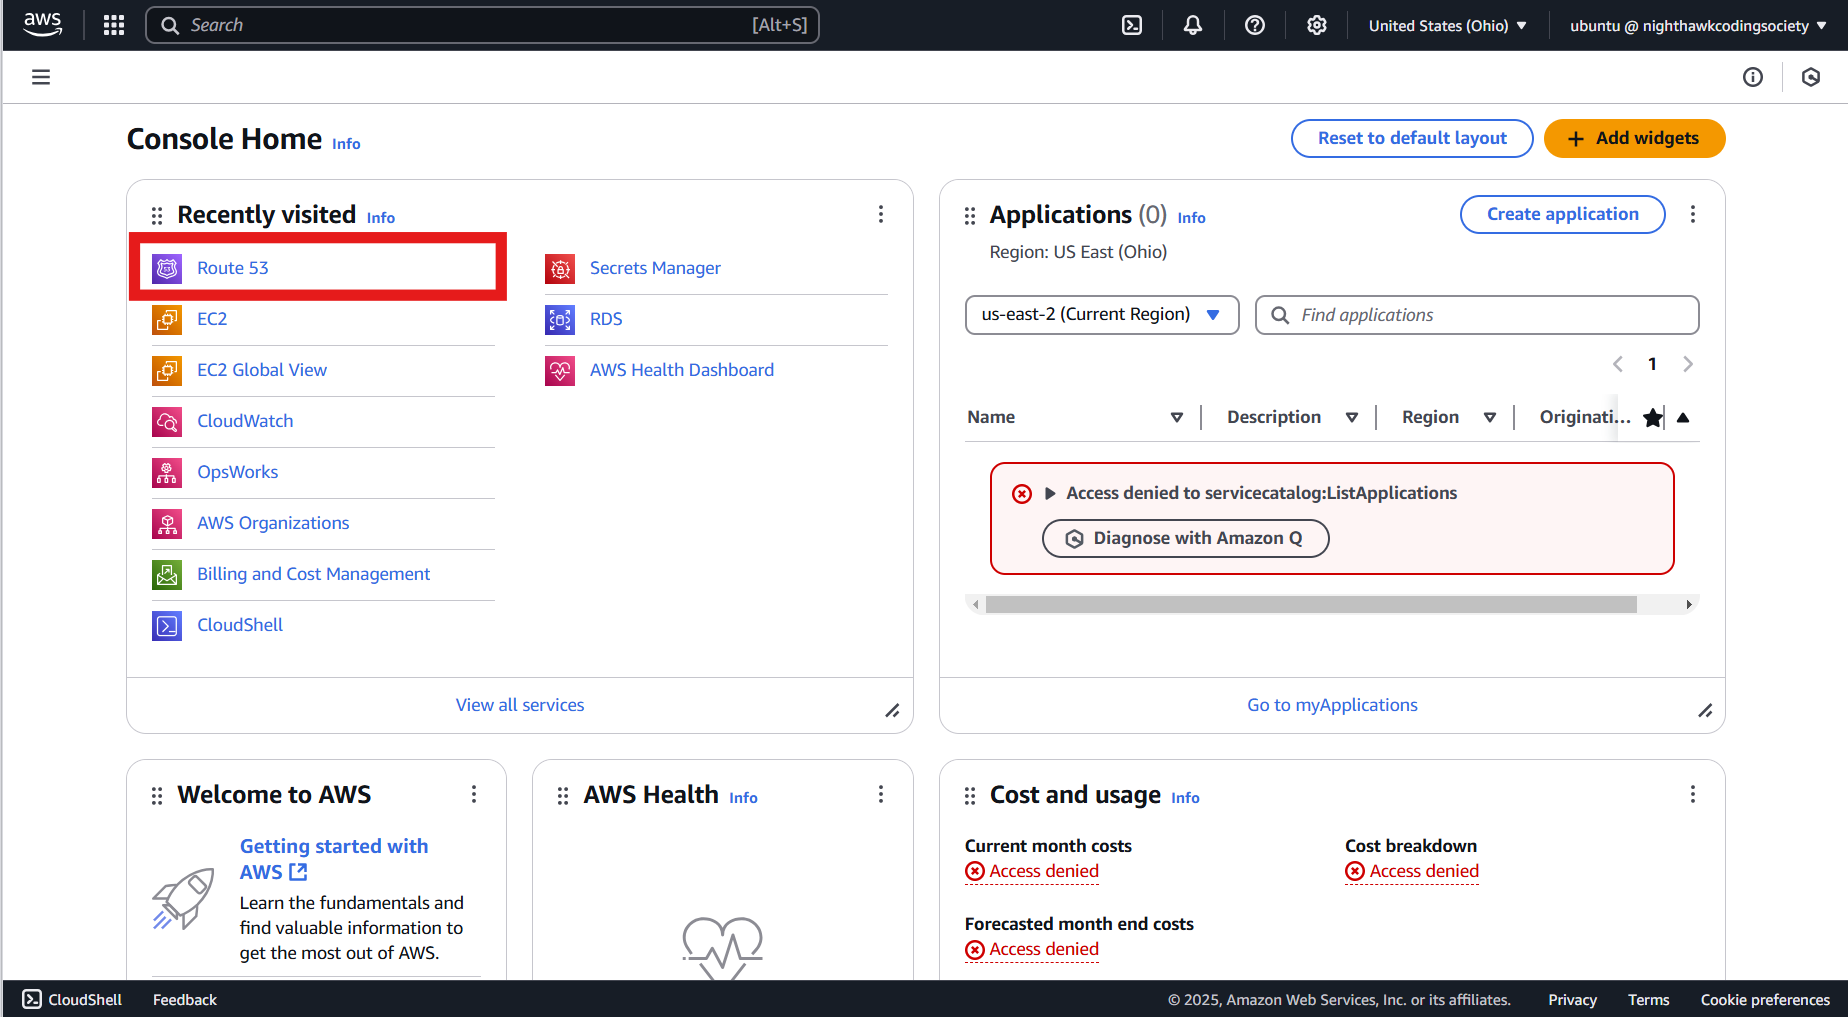 aws
Search [Alt+S]
United States (Ohio)
ubuntu @ nighthawkcodingsociety
Console Home Info
Reset to default layout
Add widgets
Recently visited Info
Route 53
EC2
EC2 Global View
CloudWatch
OpsWorks
AWS Organizations
Billing and Cost Management
CloudShell
Secrets Manager
RDS
AWS Health Dashboard
View all services
Applications (0) Info
Create application
Region: US East (Ohio)
us-east-2 (Current Region)
Find applications
1
Name Description Region Originati...
Access denied to servicecatalog:ListApplications
Diagnose with Amazon Q
Go to myApplications
Welcome to AWS
Getting started with
AWS
Learn the fundamentals and
find valuable information to
get the most out of AWS.
AWS Health Info
Cost and usage Info
Current month costs
Access denied
Cost breakdown
Access denied
Forecasted month end costs
Access denied
CloudShell Feedback
© 2025, Amazon Web Services, Inc. or its affiliates. Privacy Terms Cookie preferences